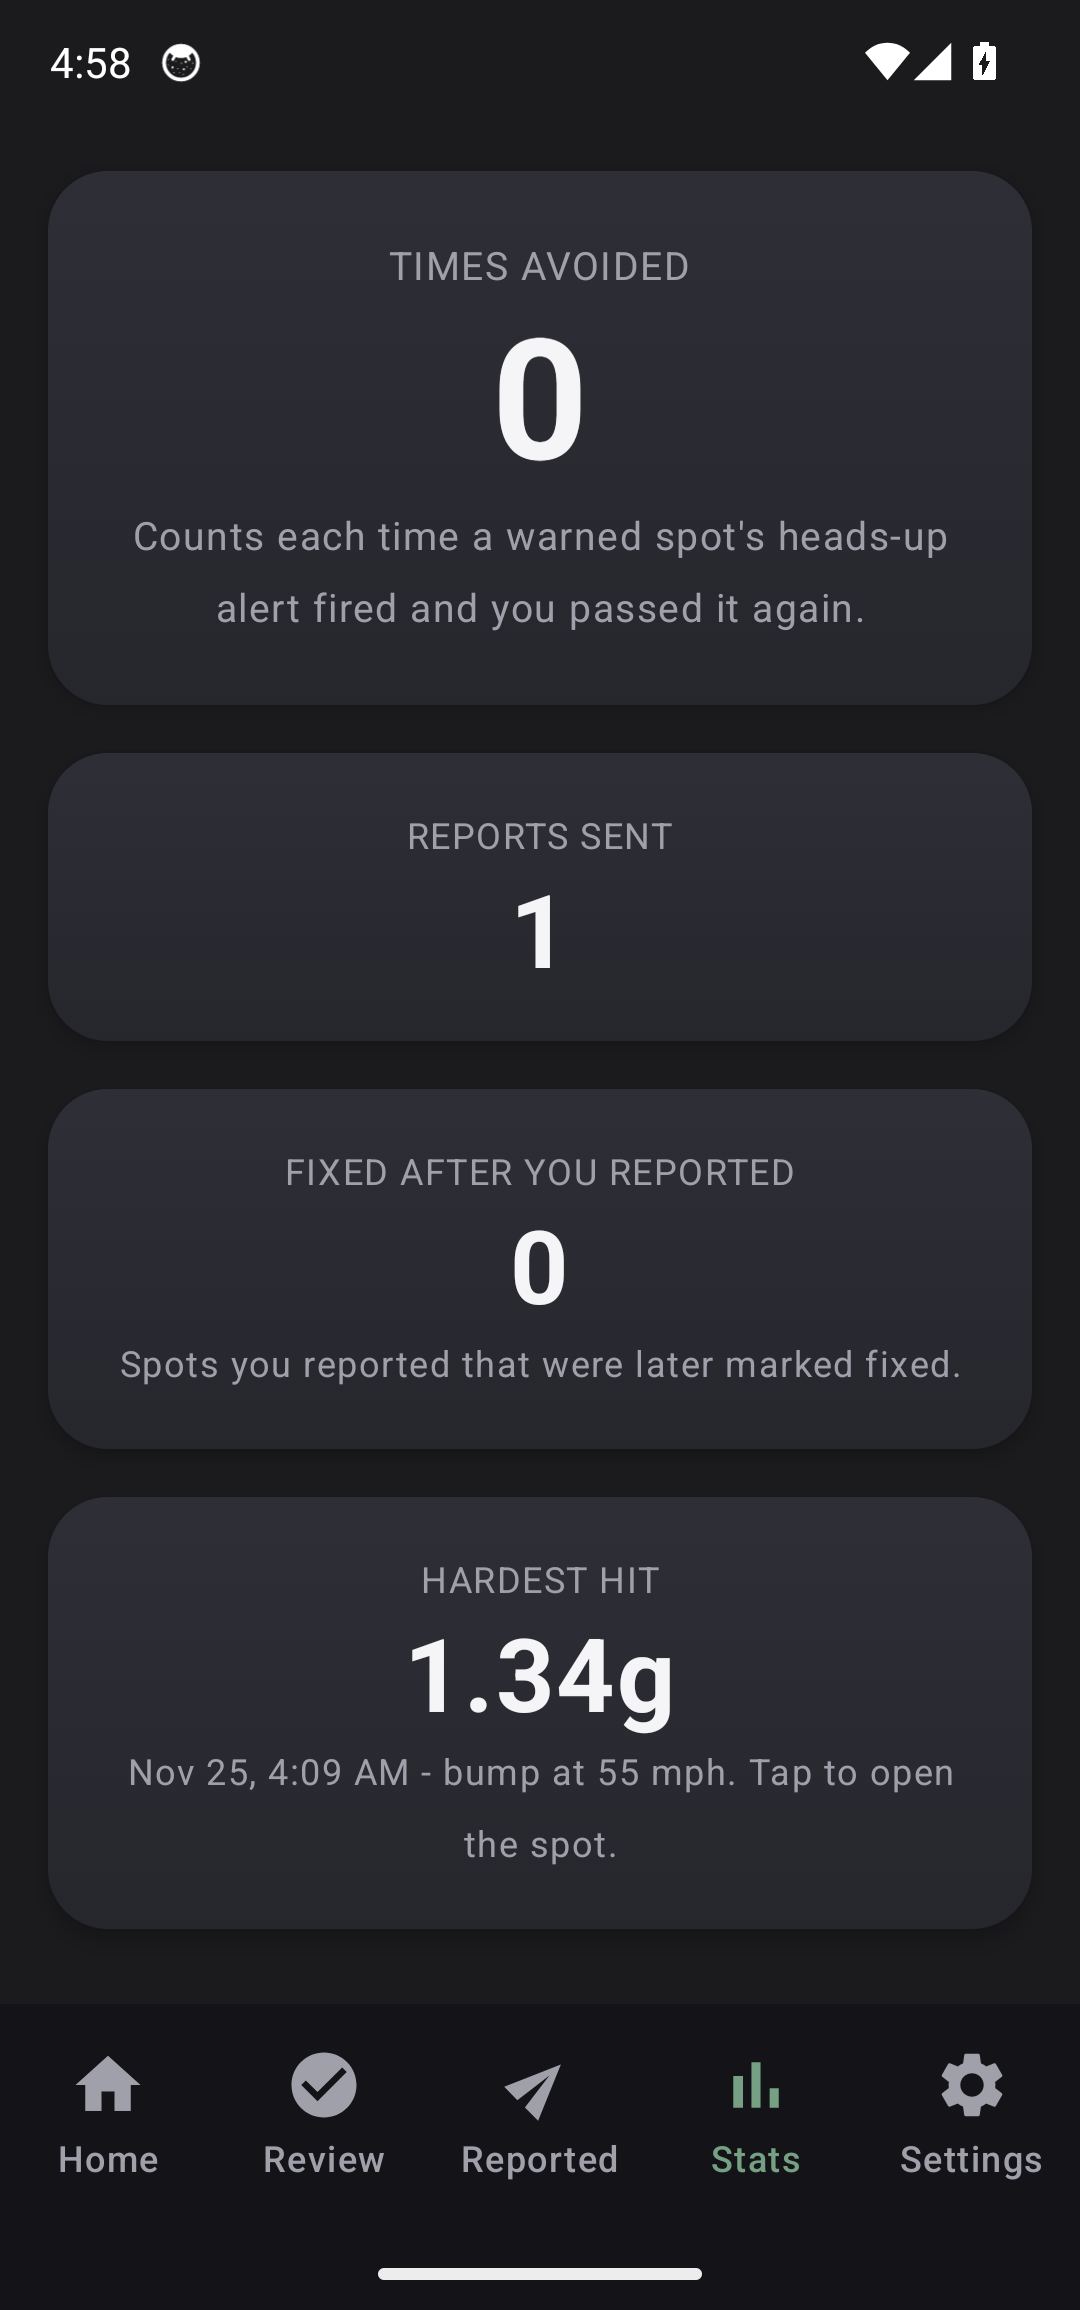 4:58
TIMES AVOIDED
0
Counts each time a warned spot's heads-up
alert fired and you passed it again.
REPORTS SENT
1
FIXED AFTER YOU REPORTED
0
Spots you reported that were later marked fixed.
HARDEST HIT
1.34g
Nov 25, 4:09 AM - bump at 55 mph. Tap to open
the spot.
Home
Review
Reported
Stats
Settings